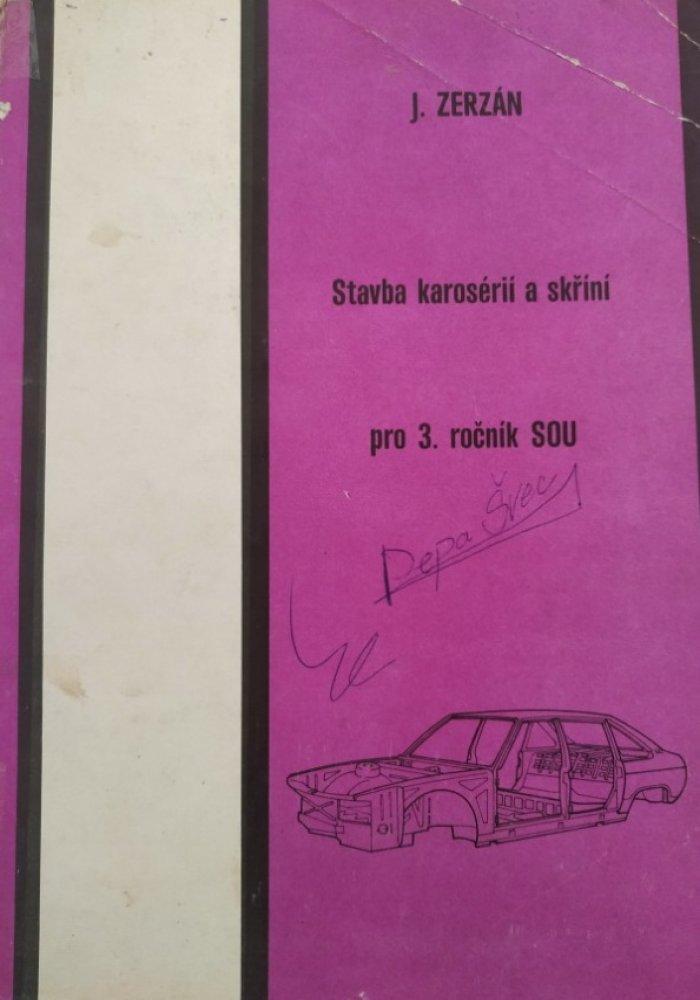 J. ZERZÁN
Stavba karosérií a skříní
pro 3. ročník SOU
Depa Švec